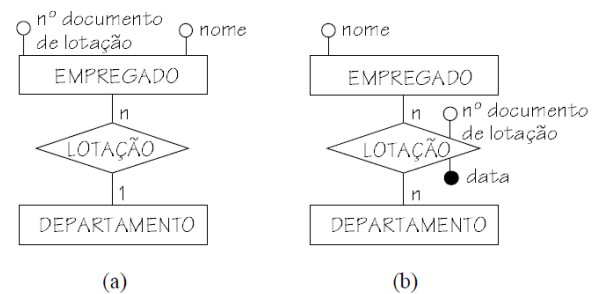 nº documento
de lotação
nome
EMPREGADO
n
LOTAÇÃO
1
DEPARTAMENTO
(a)
nome
EMPREGADO
n
nº documento
de lotação
LOTAÇÃO
data
n
DEPARTAMENTO
(b)